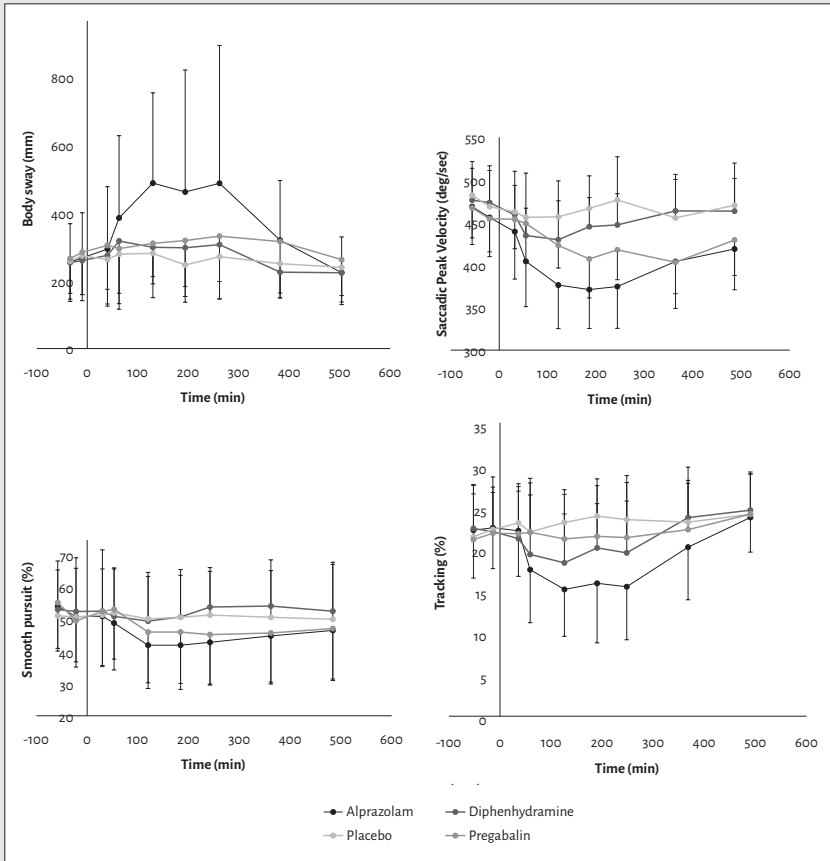 800
600
400
200
0
-100 0 100 200 300 400 500 600
Body sway (mm)
Time (min)
550
500
450
400
350
300
-100 0 100 200 300 400 500 600
Saccadic Peak Velocity (deg/sec)
Time (min)
70
60
50
40
30
20
-100 0 100 200 300 400 500 600
Smooth pursuit (%)
Time (min)
35
30
25
20
15
10
5
0
-100 0 100 200 300 400 500 600
Tracking (%)
Time (min)
Alprazolam Diphenhydramine
Placebo Pregabalin